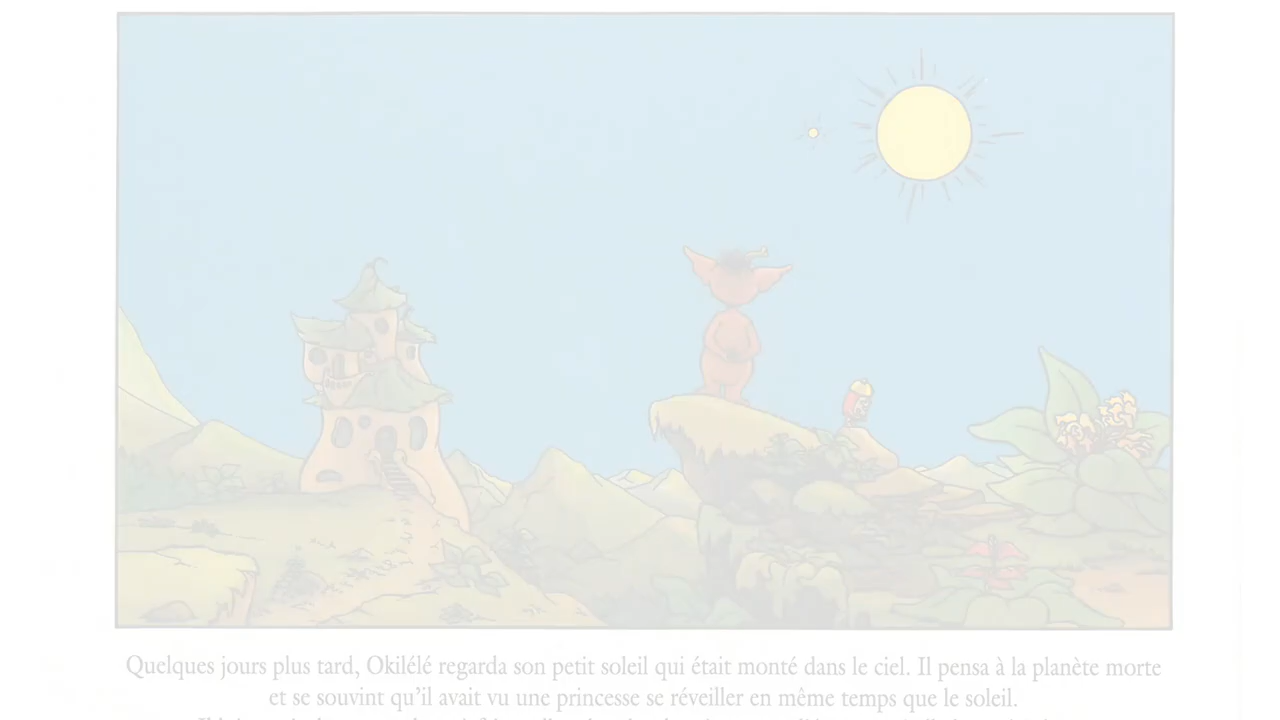 Quelques jours plus tard, Okilélé regarda son petit soleil qui était monté dans le ciel. Il pensa à la planète morte
et se souvint qu'il avait vu une princesse se réveiller en même temps que le soleil.